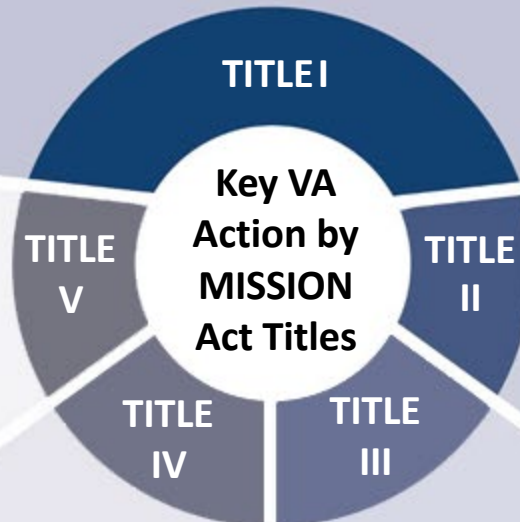 TITLE I
Key VA
Action by
MISSION
Act Titles
TITLE
II
TITLE
III
TITLE
IV
TITLE
V